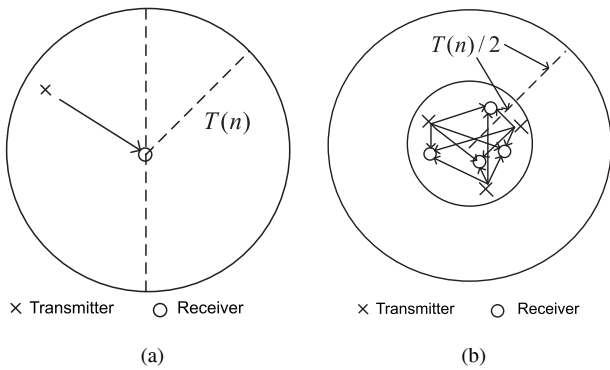 T(n)/2
T(n)
× Transmitter ○ Receiver
× Transmitter ○ Receiver
(a)
(b)